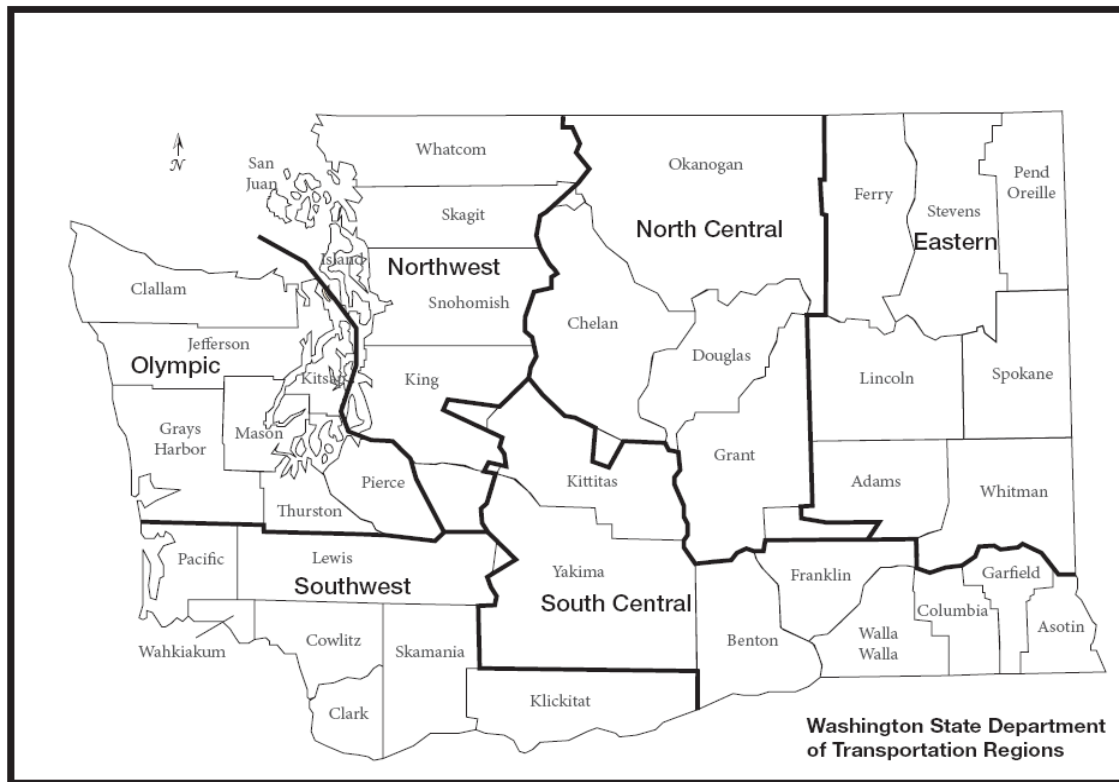 Whatcom
Okanogan
San
Juan
Ferry
Pend
Oreille
Skagit
Stevens
North Central
Eastern
Island
Northwest
Clallam
Snohomish
Chelan
Jefferson
Olympic
Douglas
Kitsap
King
Lincoln
Spokane
Grays
Harbor
Mason
Grant
Pierce
Kittitas
Adams
Whitman
Thurston
Pacific
Lewis
Southwest
Yakima
South Central
Franklin
Garfield
Columbia
Asotin
Wahkiakum
Cowlitz
Skamania
Benton
Walla
Walla
Clark
Klickitat
Washington State Department
of Transportation Regions
N